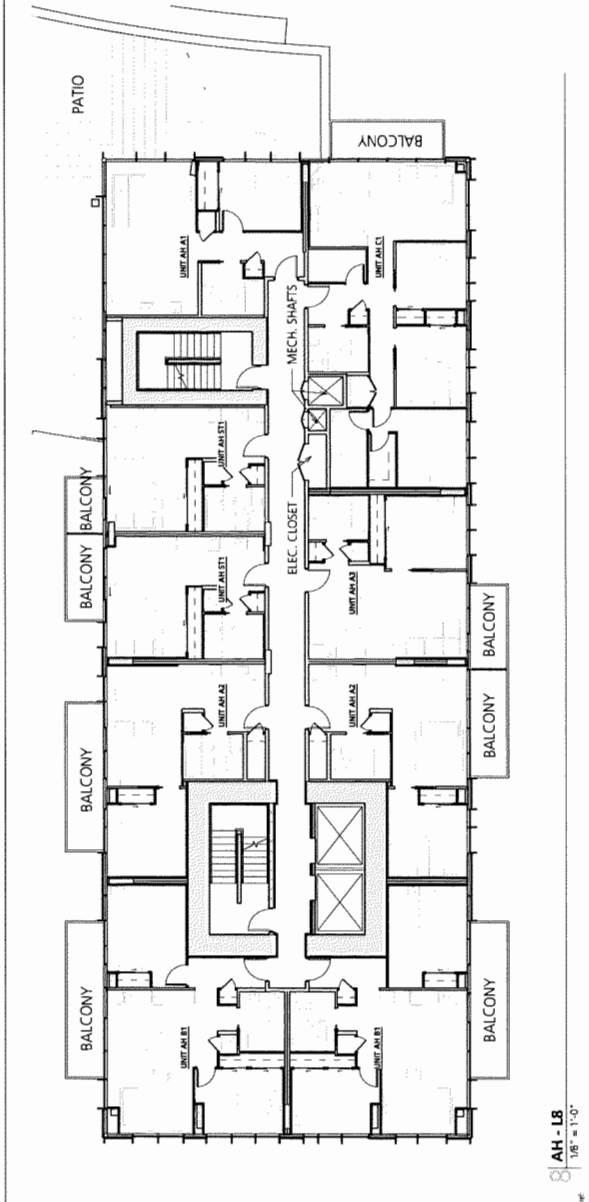 PATIO
BALCONY
UNIT AH A1
UNIT AH C1
MECH. SHAFTS
UNIT AH ST1
BALCONY
ELEC. CLOSET
BALCONY
UNIT AH ST1
UNIT AH A3
BALCONY
UNIT AH A2
UNIT AH A2
BALCONY
BALCONY
BALCONY
BALCONY
UNIT AH B1
UNIT AH B1
8 AH - L8
1/8" = 1'-0"